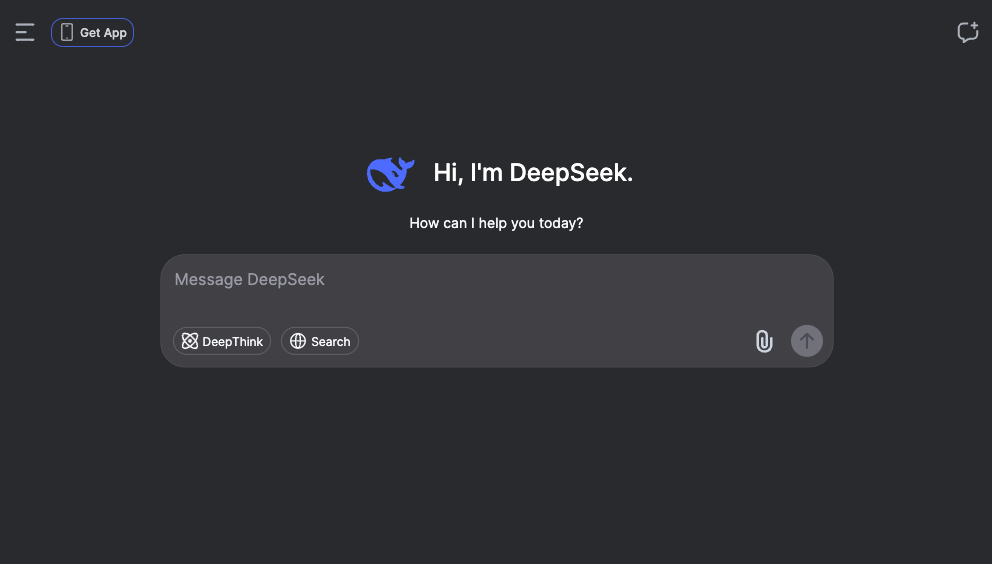 Get App
Hi, I'm DeepSeek.
How can I help you today?
Message DeepSeek
DeepThink
Search